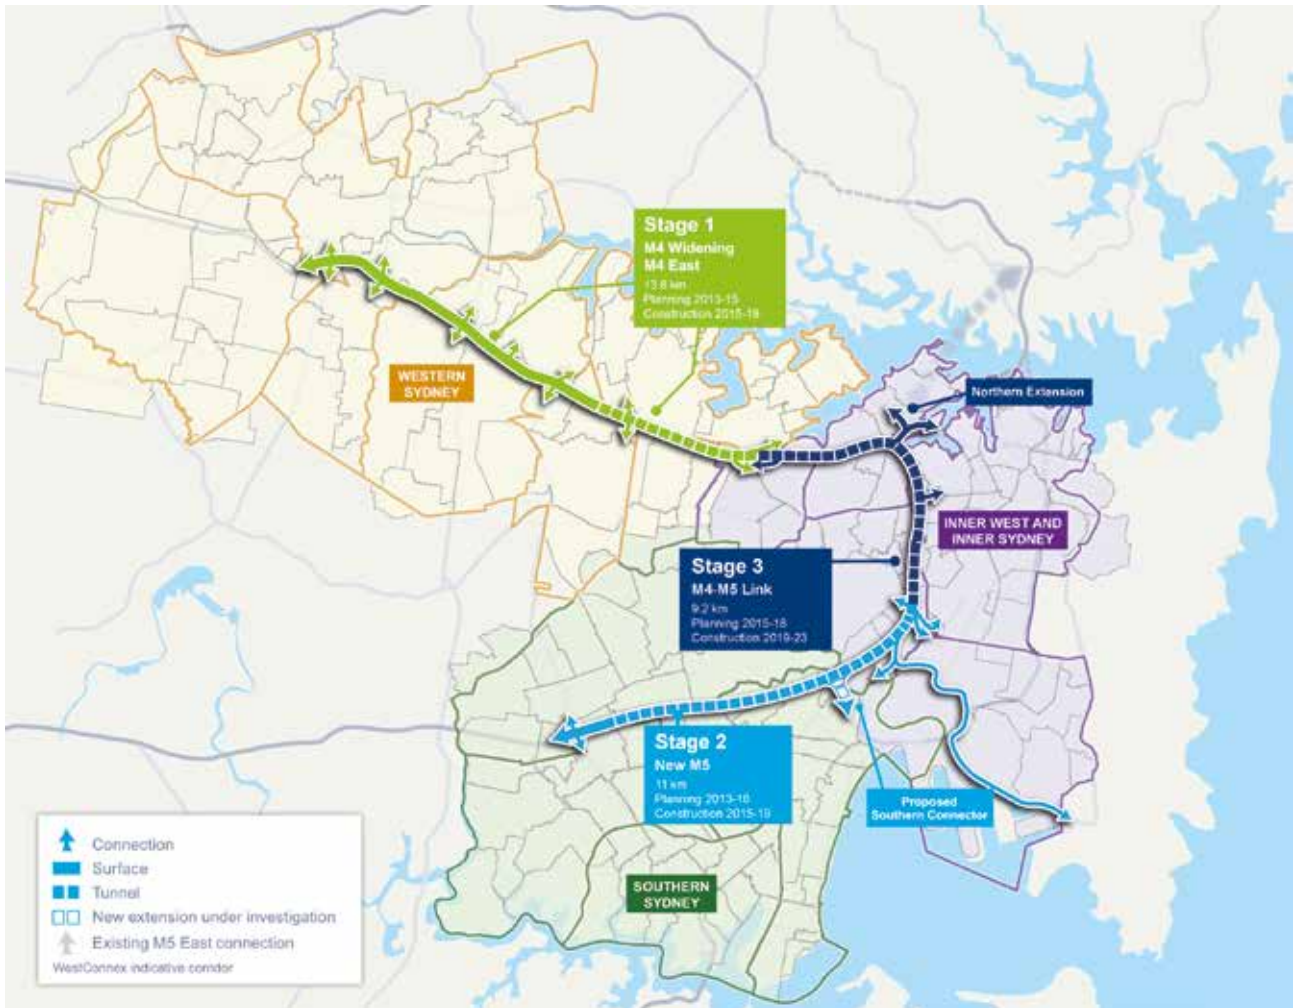 Stage 1
M4 Widening
M4 East
13.6 km
Planning 2013-15
Construction 2015-19
WESTERN
SYDNEY
Northern Extension
INNER WEST AND
INNER SYDNEY
Stage 3
M4-M5 Link
9.2 km
Planning 2015-18
Construction 2019-23
Stage 2
New M5
11 km
Planning 2013-16
Construction 2015-19
Proposed
Southern Connector
SOUTHERN
SYDNEY
Connection
Surface
Tunnel
New extension under investigation
Existing M5 East connection
WestConnex indicative corridor